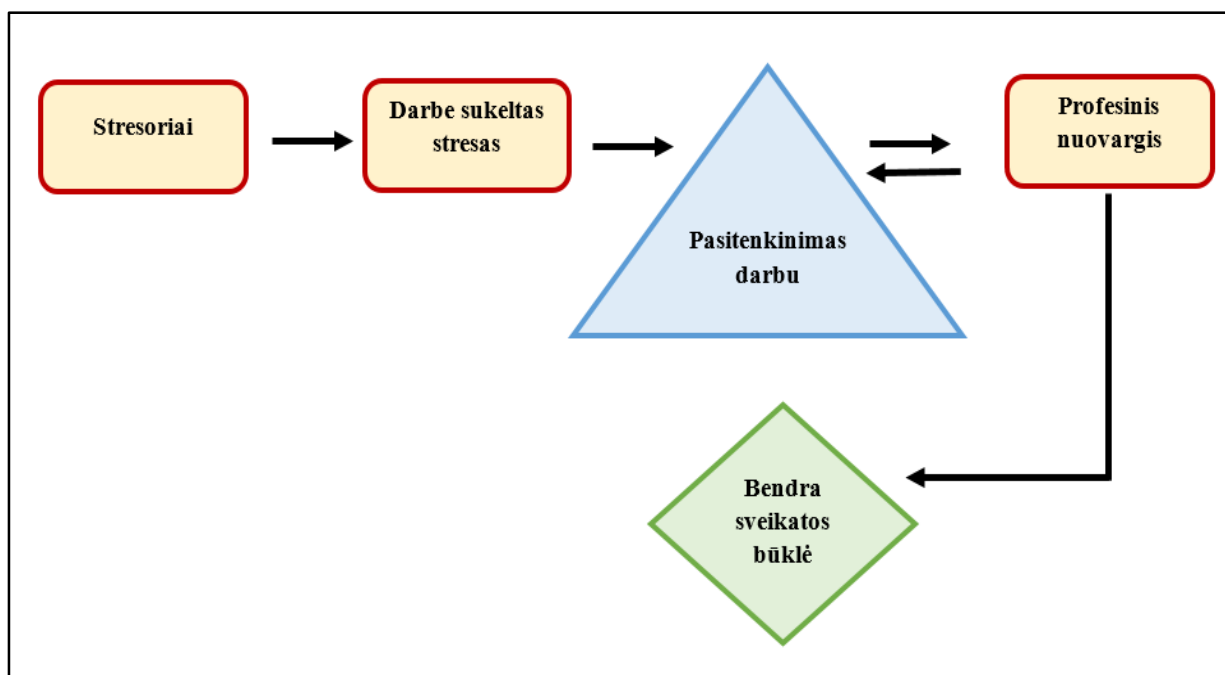 Stresoriai
Darbe sukeltas
stresas
Pasitenkinimas
darbu
Profesinis
nuovargis
Bendra
sveikatos
būklė